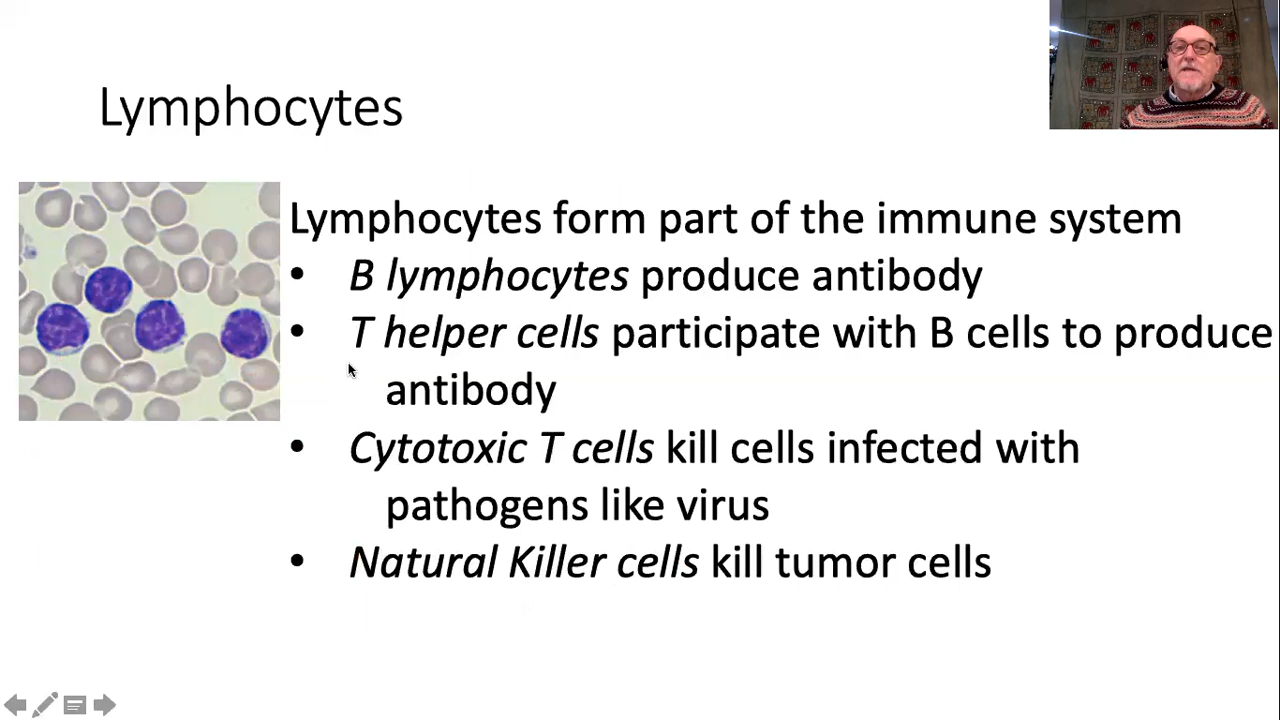 Lymphocytes
Lymphocytes form part of the immune system
• B lymphocytes produce antibody
• T helper cells participate with B cells to produce
antibody
• Cytotoxic T cells kill cells infected with
pathogens like virus
• Natural Killer cells kill tumor cells